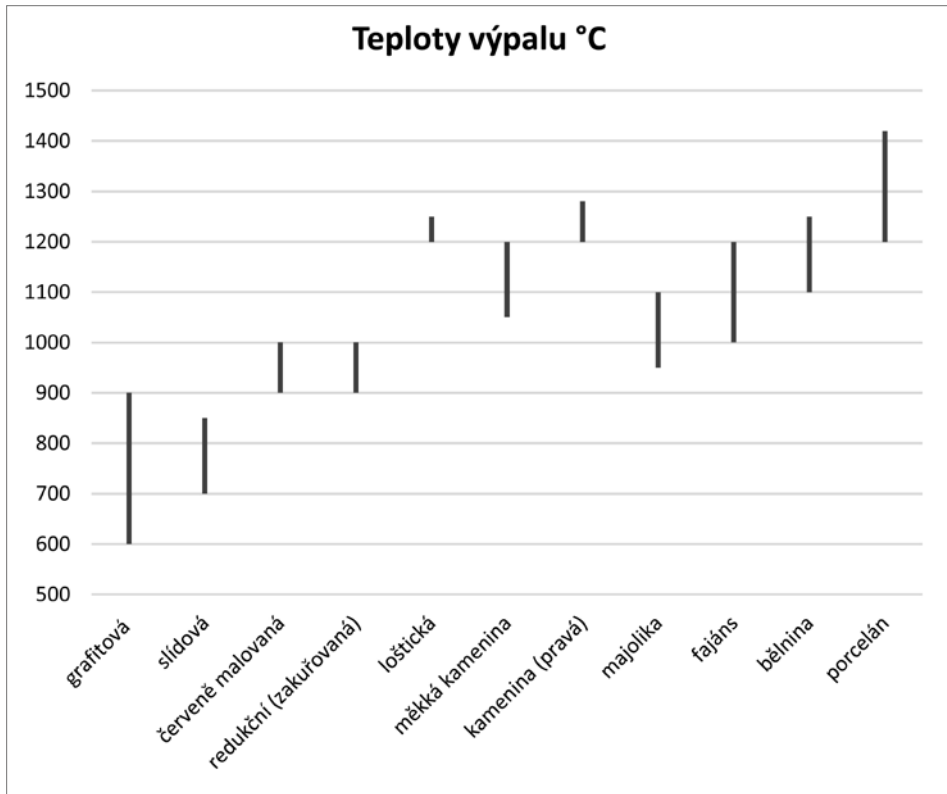 Teploty výpalu °C
1500
1400
1300
1200
1100
1000
900
800
700
600
500
grafitová
slídová
červeně malovaná
redukční (zakuřovaná)
loštická
měkká kamenina
kamenina (pravá)
majolika
fajáns
bělnina
porcelán